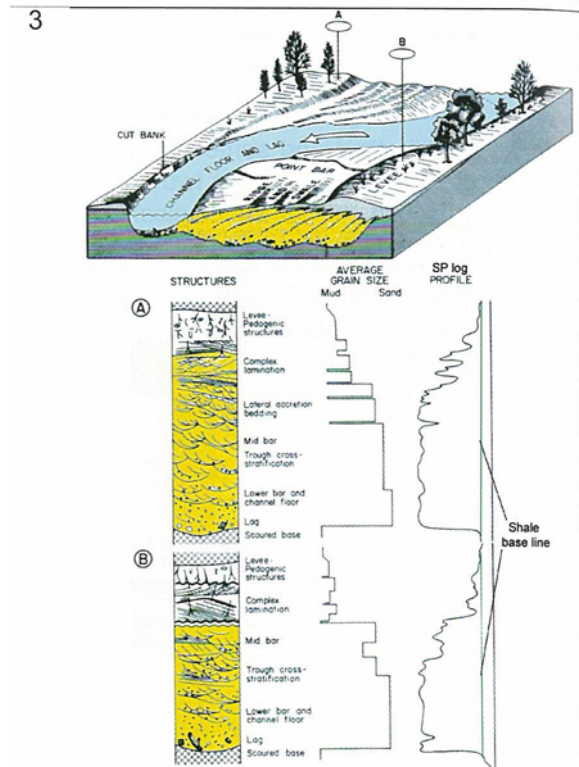 3
A
B
CUT BANK
CHANNEL FLOOR AND LAG
POINT BAR
LEVEE
STRUCTURES
AVERAGE
GRAIN SIZE
Mud Sand
SP log
PROFILE
A
Levee-
Pedogenic
structures
Complex
lamination
Lateral accretion
bedding
Mid bar
Trough cross-
stratification
Lower bar and
channel floor
Lag
Scoured base
Shale
base line
B
Levee-
Pedogenic
structures
Complex
lamination
Mid bar
Trough cross-
stratification
Lower bar and
channel floor
Lag
Scoured base